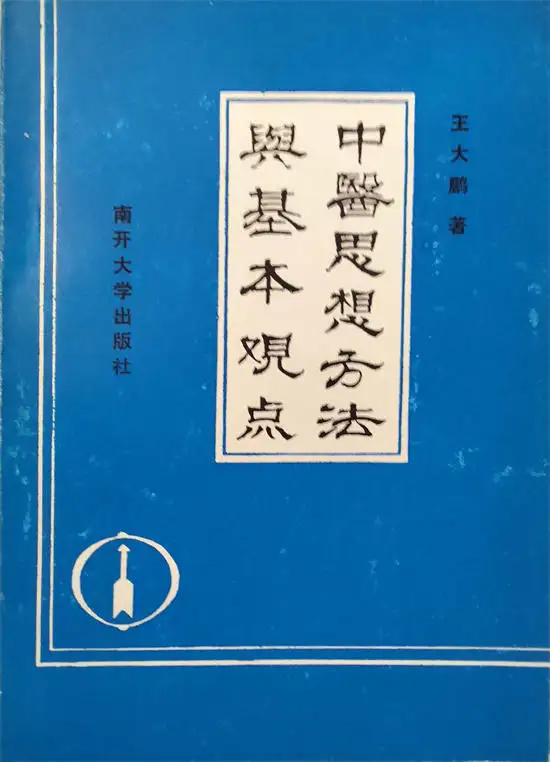 王大鹏 著
中醫思想方法
與基本观点
南开大学出版社